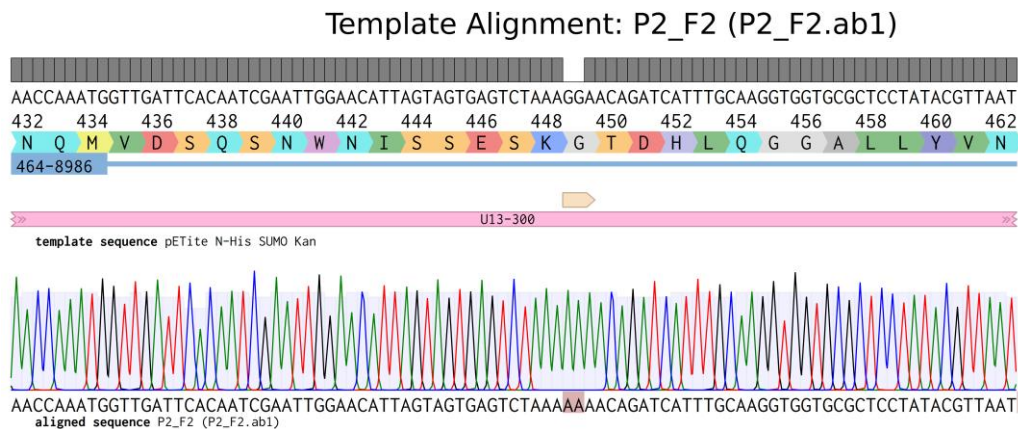 Template Alignment: P2_F2 (P2_F2.ab1)
AACCAAATGGTTGATTCACAATCGAATTGGAACATTAGTAGTGAGTCTAAAGGAACAGATCATTTGCAAGGTGGTGCGCTCCTATACGTTAAT
432 434 436 438 440 442 444 446 448 450 452 454 456 458 460 462
N Q M V D S Q S N W N I S S E S K G T D H L Q G G A L L Y V N
464-8986
U13-300
template sequence pETite N-His SUMO Kan
AACCAAATGGTTGATTCACAATCGAATTGGAACATTAGTAGTGAGTCTAAAAAAACAGATCATTTGCAAGGTGGTGCGCTCCTATACGTTAAT
aligned sequence P2_F2 (P2_F2.ab1)